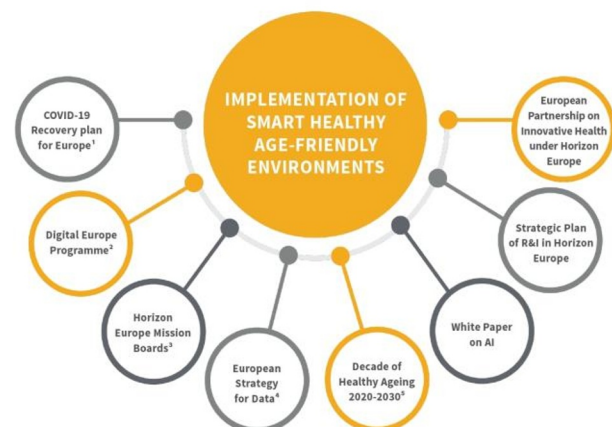 IMPLEMENTATION OF
SMART HEALTHY
AGE-FRIENDLY
ENVIRONMENTS
COVID-19
Recovery plan
for Europe¹
Digital Europe
Programme²
Horizon
Europe Mission
Boards³
European
Strategy
for Data⁴
Decade of
Healthy Ageing
2020-2030⁵
White Paper
on AI
Strategic Plan
of R&I in Horizon
Europe
European
Partnership on
Innovative Health
under Horizon
Europe